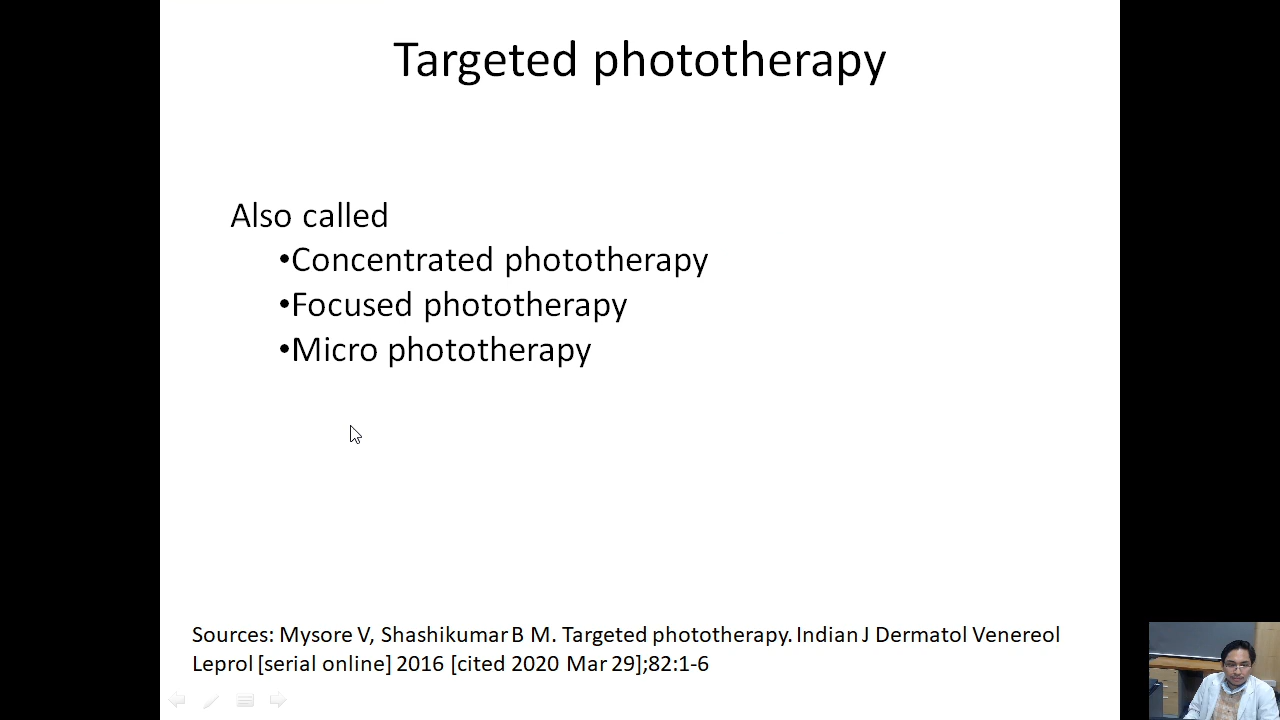 Targeted phototherapy
Also called
•Concentrated phototherapy
•Focused phototherapy
•Micro phototherapy
Sources: Mysore V, Shashikumar B M. Targeted phototherapy. Indian J Dermatol Venereol
Leprol [serial online] 2016 [cited 2020 Mar 29];82:1-6